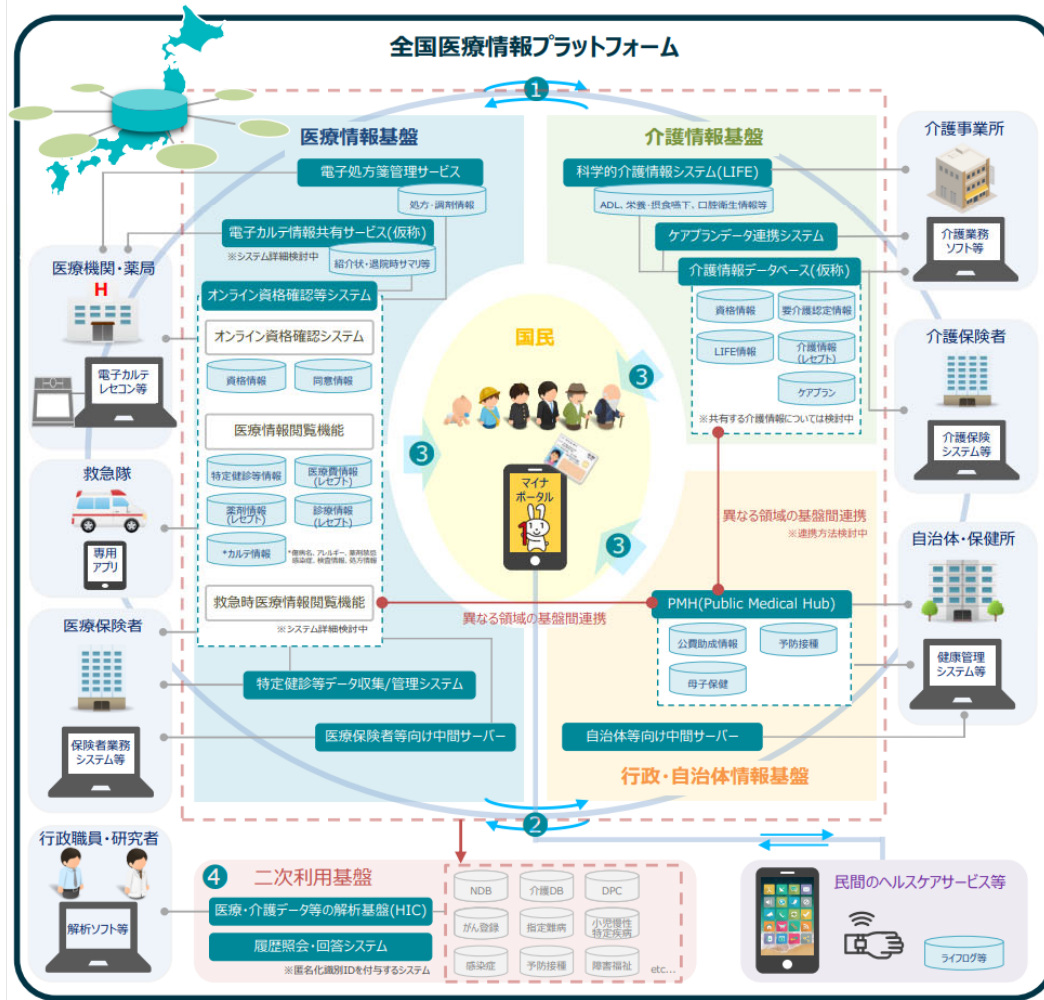 全国医療情報プラットフォーム
1
医療情報基盤
電子処方箋管理サービス
処方・調剤情報
電子カルテ情報共有サービス(仮称)
※システム詳細検討中
紹介状・退院時サマリ等
オンライン資格確認等システム
オンライン資格確認システム
資格情報
同意情報
医療情報閲覧機能
特定健診等情報
医療費情報
(レセプト)
薬剤情報
(レセプト)
診療情報
(レセプト)
*カルテ情報
*傷病名、アレルギー、薬剤禁忌
感染症、検査情報、処方情報
救急時医療情報閲覧機能
※システム詳細検討中
特定健診等データ収集/管理システム
医療保険者等向け中間サーバー
介護情報基盤
科学的介護情報システム(LIFE)
ADL、栄養・摂食嚥下、口腔衛生情報等
ケアプランデータ連携システム
介護情報データベース(仮称)
資格情報
要介護認定情報
LIFE情報
介護情報
(レセプト)
ケアプラン
※共有する介護情報については検討中
国民
3
3
3
マイナ
ポータル
異なる領域の基盤間連携
※連携方法検討中
異なる領域の基盤間連携
PMH(Public Medical Hub)
公費助成情報
予防接種
母子保健
自治体等向け中間サーバー
行政・自治体情報基盤
2
医療機関・薬局
H
電子カルテ
レセコン等
救急隊
専用
アプリ
医療保険者
保険者業務
システム等
行政職員・研究者
解析ソフト等
介護事業所
介護業務
ソフト等
介護保険者
介護保険
システム等
自治体・保健所
健康管理
システム等
4
二次利用基盤
医療・介護データ等の解析基盤(HIC)
履歴照会・回答システム
※匿名化識別IDを付与するシステム
NDB
介護DB
DPC
がん登録
指定難病
小児慢性
特定疾病
感染症
予防接種
障害福祉
etc...
民間のヘルスケアサービス等
ライフログ等